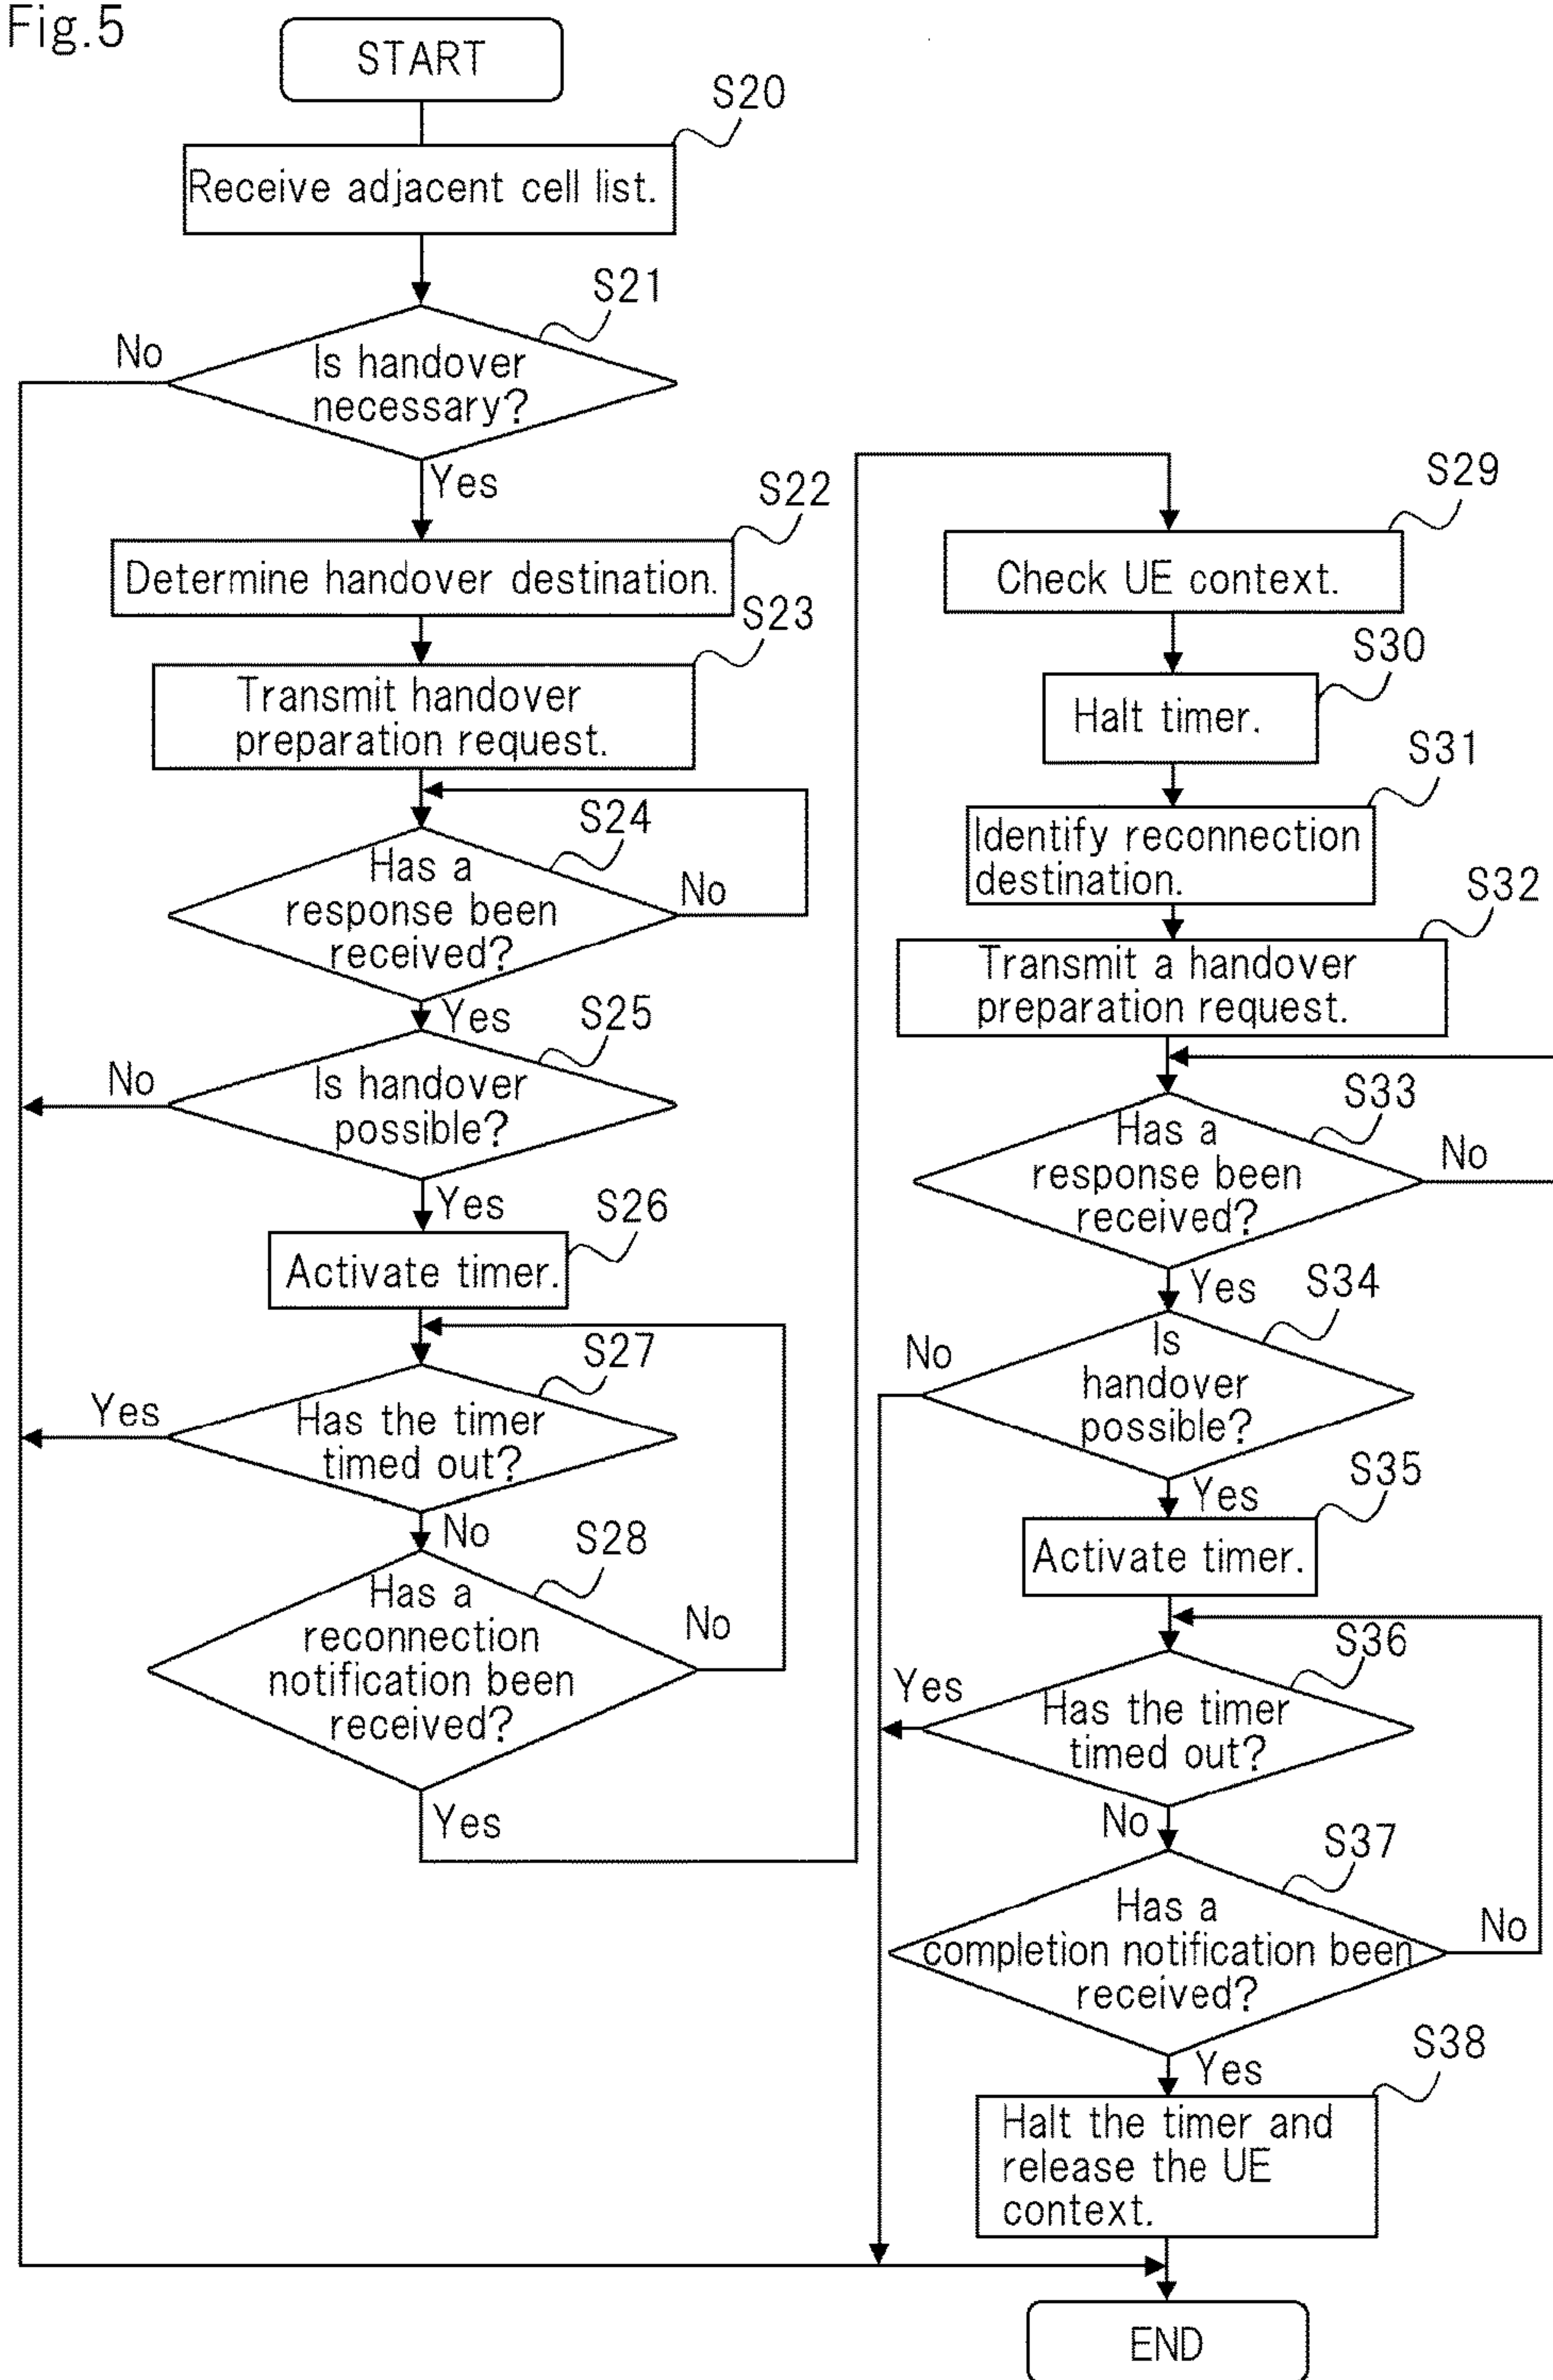 Fig.5
START
S20
Receive adjacent cell list.
S21
No
Is handover
necessary?
Yes
S22
Determine handover destination.
S23
Transmit handover
preparation request.
S24
Has a
response been
received?
No
Yes
S25
No
Is handover
possible?
Yes
S26
Activate timer.
S27
Yes
Has the timer
timed out?
No
S28
Has a
reconnection
notification been
received?
No
Yes
S29
Check UE context.
S30
Halt timer.
S31
Identify reconnection
destination.
S32
Transmit a handover
preparation request.
S33
Has a
response been
received?
No
Yes
S34
No
Is
handover
possible?
Yes
S35
Activate timer.
S36
Yes
Has the timer
timed out?
No
S37
Has a
completion notification been
received?
No
Yes
S38
Halt the timer and
release the UE
context.
END